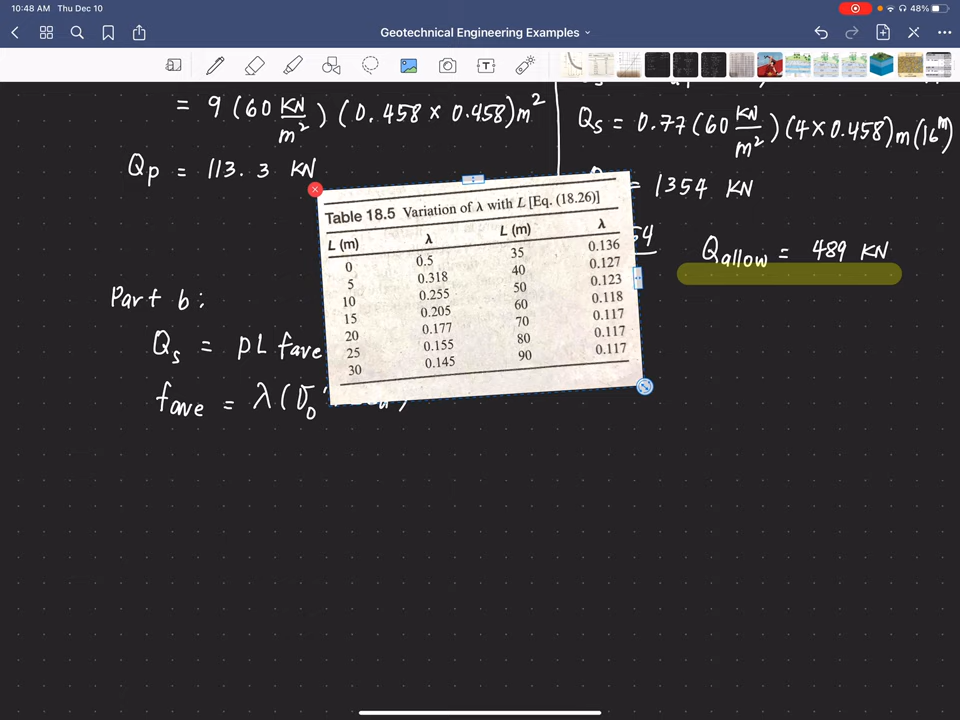 10:48 AM Thu Dec 10
48%
Geotechnical Engineering Examples
= 9 (60 KN/m²) (0.458 × 0.458) m²
Qp = 113.3 KN
Qs = 0.77 (60 KN/m²) (4 × 0.458) m (16 m)
= 1354 KN
Qallow = 489 KN
Table 18.5 Variation of λ with L [Eq. (18.26)]
L (m) λ L (m) λ
0 0.5 35 0.136
5 0.318 40 0.127
10 0.255 50 0.123
15 0.205 60 0.118
20 0.177 70 0.117
25 0.155 80 0.117
30 0.145 90 0.117
Part b:
Qs = pL fave
fave = λ (σ̄o'